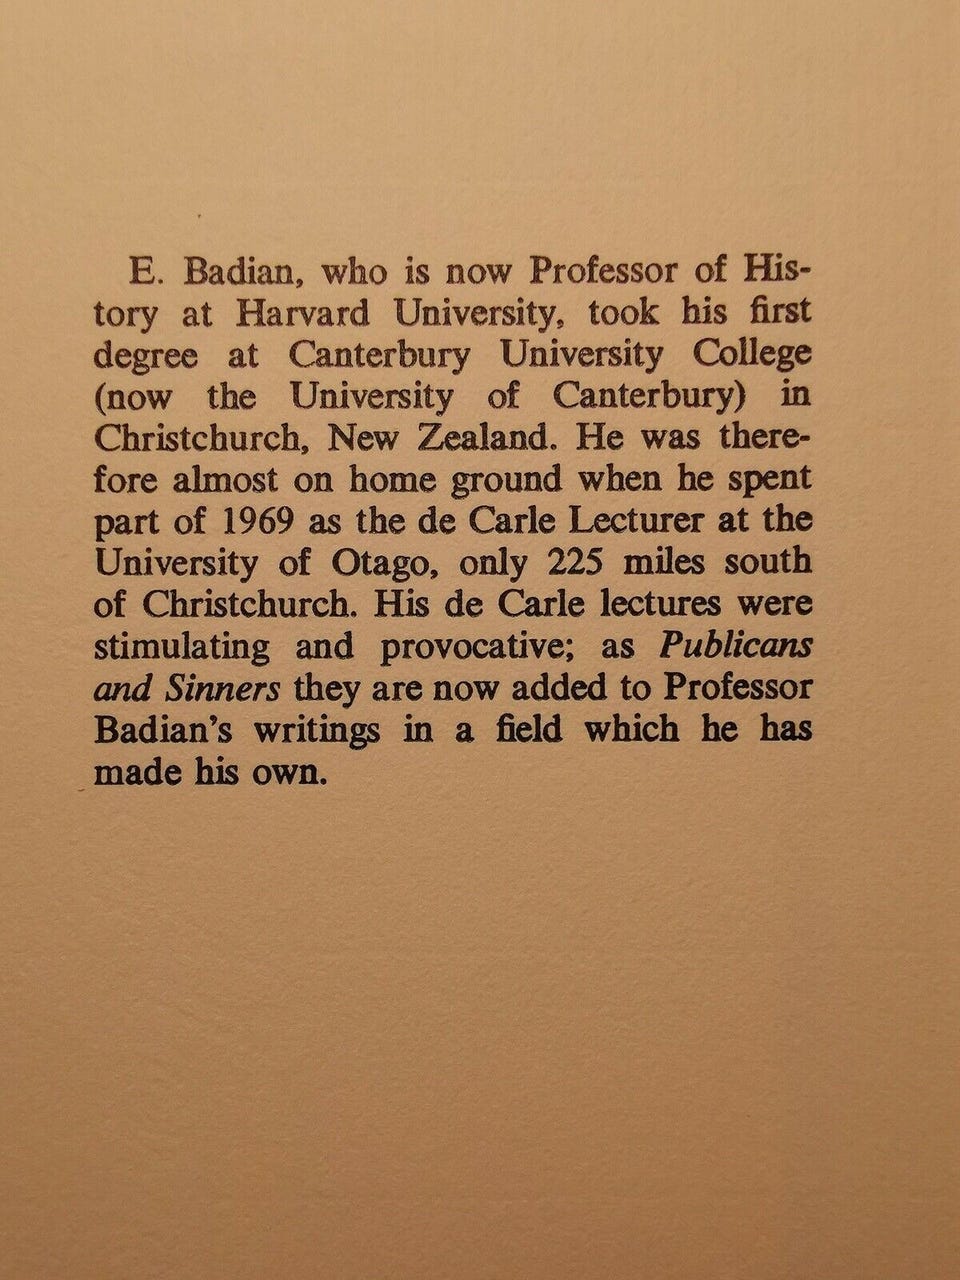 E. Badian, who is now Professor of His-
tory at Harvard University, took his first
degree at Canterbury University College
(now the University of Canterbury) in
Christchurch, New Zealand. He was there-
fore almost on home ground when he spent
part of 1969 as the de Carle Lecturer at the
University of Otago, only 225 miles south
of Christchurch. His de Carle lectures were
stimulating and provocative; as Publicans
and Sinners they are now added to Professor
Badian's writings in a field which he has
made his own.